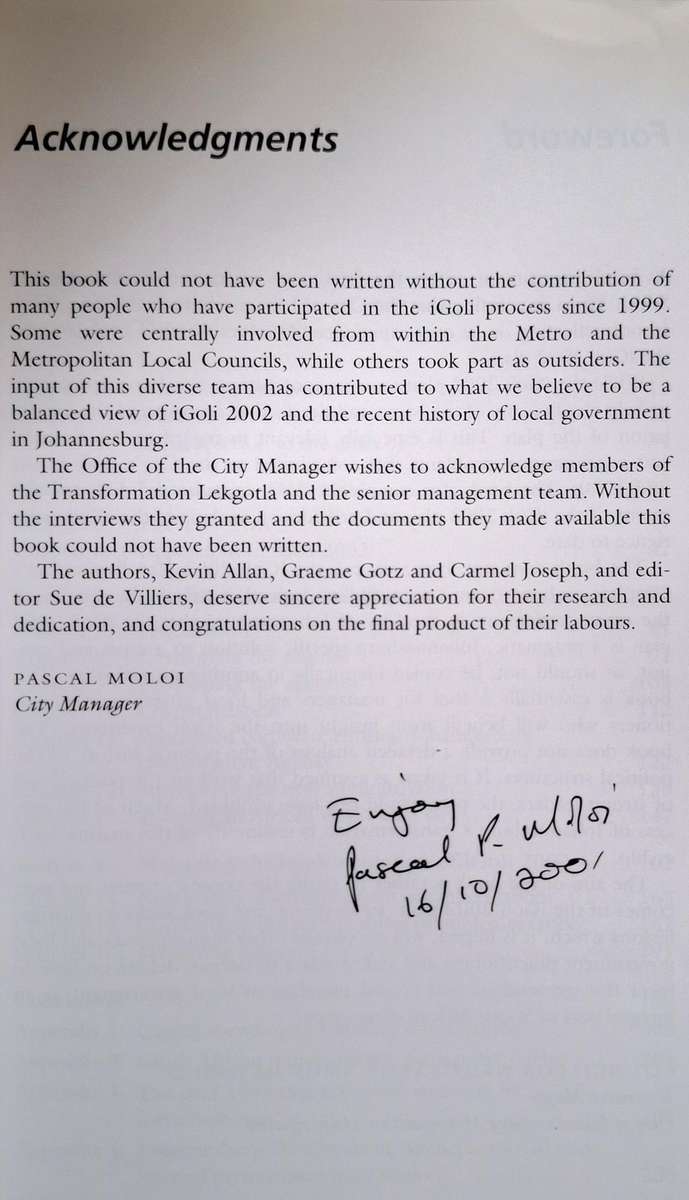 Acknowledgments
Foreword
This book could not have been written without the contribution of
many people who have participated in the iGoli process since 1999.
Some were centrally involved from within the Metro and the
Metropolitan Local Councils, while others took part as outsiders. The
input of this diverse team has contributed to what we believe to be a
balanced view of iGoli 2002 and the recent history of local government
in Johannesburg.
The Office of the City Manager wishes to acknowledge members of
the Transformation Lekgotla and the senior management team. Without
the interviews they granted and the documents they made available this
book could not have been written.
The authors, Kevin Allan, Graeme Gotz and Carmel Joseph, and edi-
tor Sue de Villiers, deserve sincere appreciation for their research and
dedication, and congratulations on the final product of their labours.
PASCAL MOLOI
City Manager
Enjoy
Pascal P. Moloi
16/10/2001